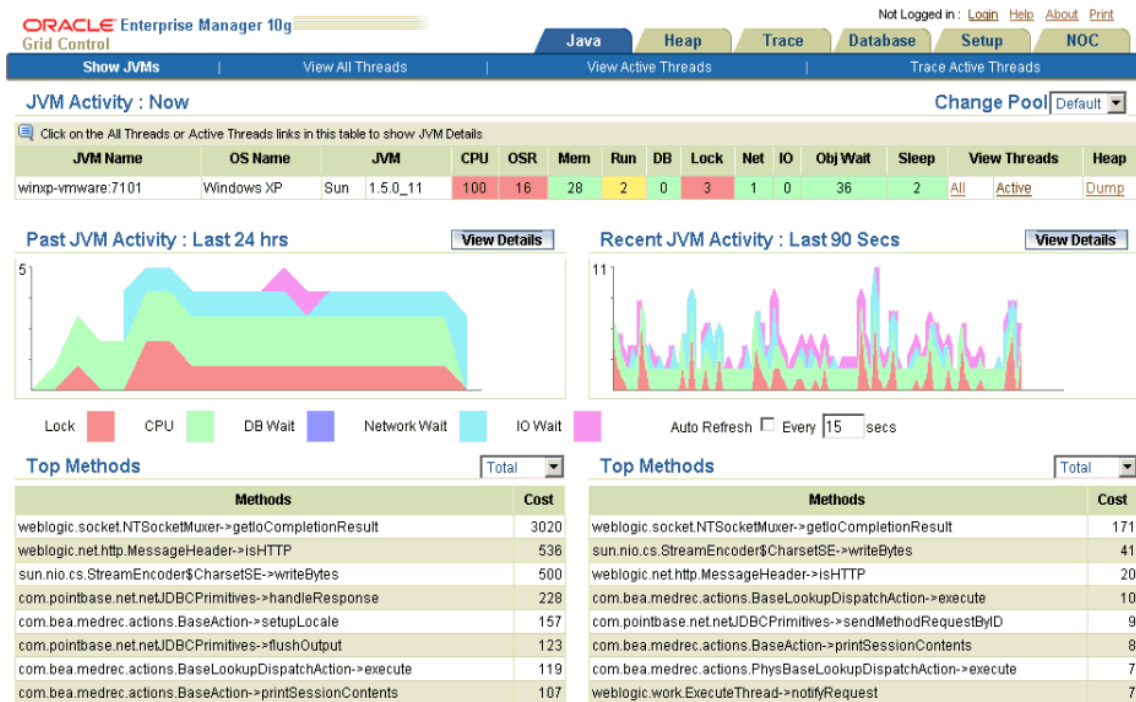 Not Logged in : Login Help About Print
ORACLE Enterprise Manager 10g
Grid Control
Java Heap Trace Database Setup NOC
Show JVMs | View All Threads | View Active Threads | Trace Active Threads
JVM Activity : Now
Change Pool Default
Click on the All Threads or Active Threads links in this table to show JVM Details
JVM Name OS Name JVM CPU OSR Mem Run DB Lock Net IO Obj Wait Sleep View Threads Heap
winxp-vmware:7101 Windows XP Sun 1.5.0_11 100 16 28 2 0 3 1 0 36 2 All Active Dump
Past JVM Activity : Last 24 hrs View Details
5
Lock CPU DB Wait Network Wait IO Wait
Recent JVM Activity : Last 90 Secs View Details
11
Auto Refresh Every 15 secs
Top Methods Total
Methods Cost
weblogic.socket.NTSocketMuxer->getIoCompletionResult 3020
weblogic.net.http.MessageHeader->isHTTP 536
sun.nio.cs.StreamEncoder$CharsetSE->writeBytes 500
com.pointbase.net.netJDBCPrimitives->handleResponse 228
com.bea.medrec.actions.BaseAction->setupLocale 157
com.pointbase.net.netJDBCPrimitives->flushOutput 123
com.bea.medrec.actions.BaseLookupDispatchAction->execute 119
com.bea.medrec.actions.BaseAction->printSessionContents 107
Top Methods Total
Methods Cost
weblogic.socket.NTSocketMuxer->getIoCompletionResult 171
sun.nio.cs.StreamEncoder$CharsetSE->writeBytes 41
weblogic.net.http.MessageHeader->isHTTP 20
com.bea.medrec.actions.BaseLookupDispatchAction->execute 10
com.pointbase.net.netJDBCPrimitives->sendMethodRequestByID 9
com.bea.medrec.actions.BaseAction->printSessionContents 8
com.bea.medrec.actions.PhysBaseLookupDispatchAction->execute 7
weblogic.work.ExecuteThread->notifyRequest 7